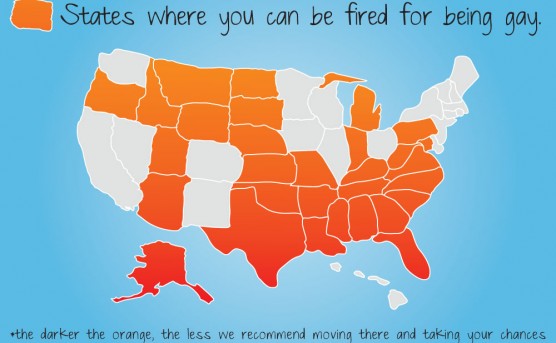 States where you can be fired for being gay.
*the darker the orange, the less we recommend moving there and taking your chances